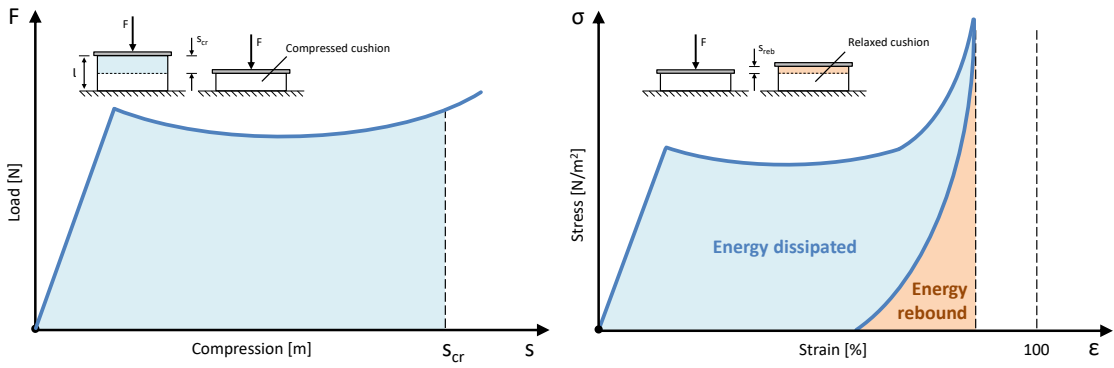 F
F
s_cr
F
Compressed cushion
l
Load [N]
Compression [m]
S_cr
S
σ
F
s_reb
Relaxed cushion
Stress [N/m²]
Energy dissipated
Energy
rebound
Strain [%]
100
ε